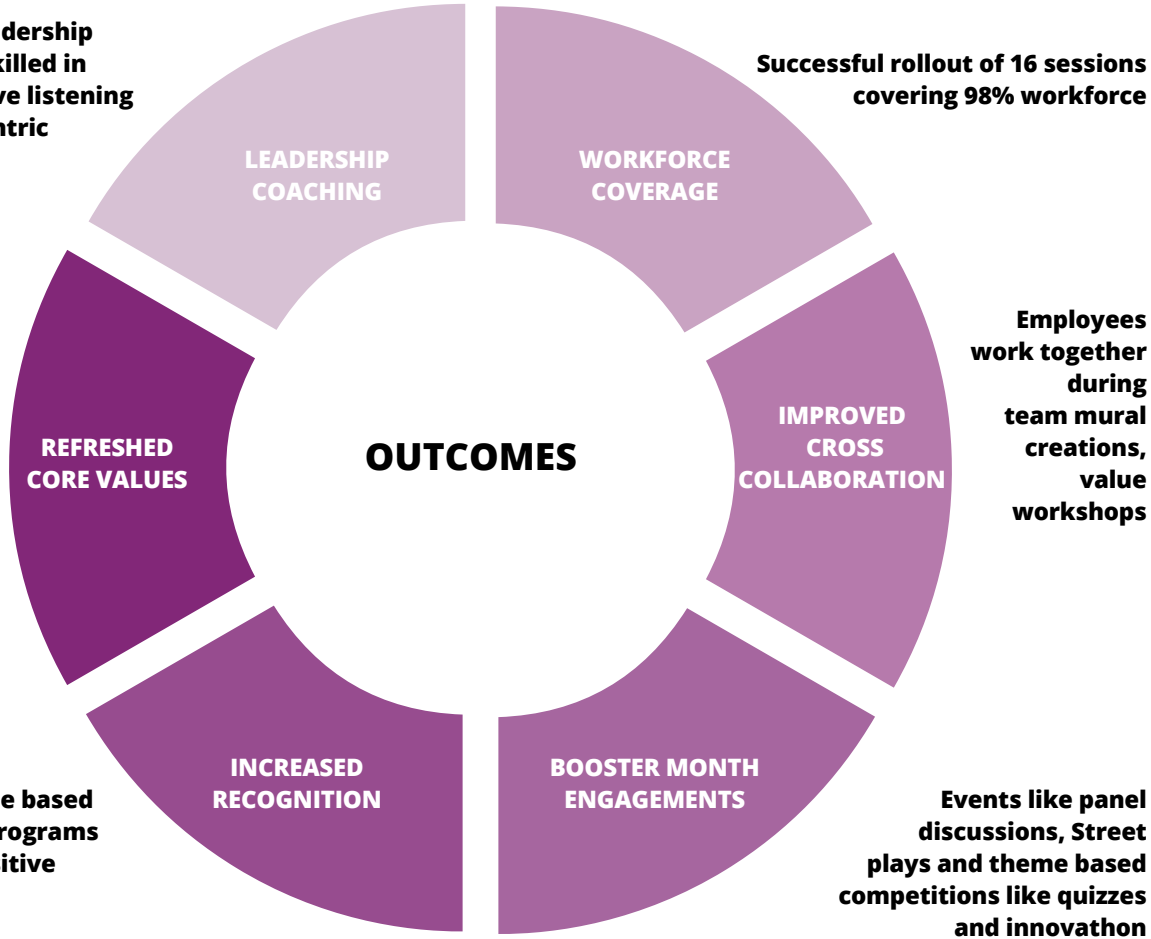 dership
killed in
ve listening
ntric
LEADERSHIP
COACHING
WORKFORCE
COVERAGE
Successful rollout of 16 sessions
covering 98% workforce
REFRESHED
CORE VALUES
OUTCOMES
IMPROVED
CROSS
COLLABORATION
Employees
work together
during
team mural
creations,
value
workshops
e based
rograms
itive
INCREASED
RECOGNITION
BOOSTER MONTH
ENGAGEMENTS
Events like panel
discussions, Street
plays and theme based
competitions like quizzes
and innovathon